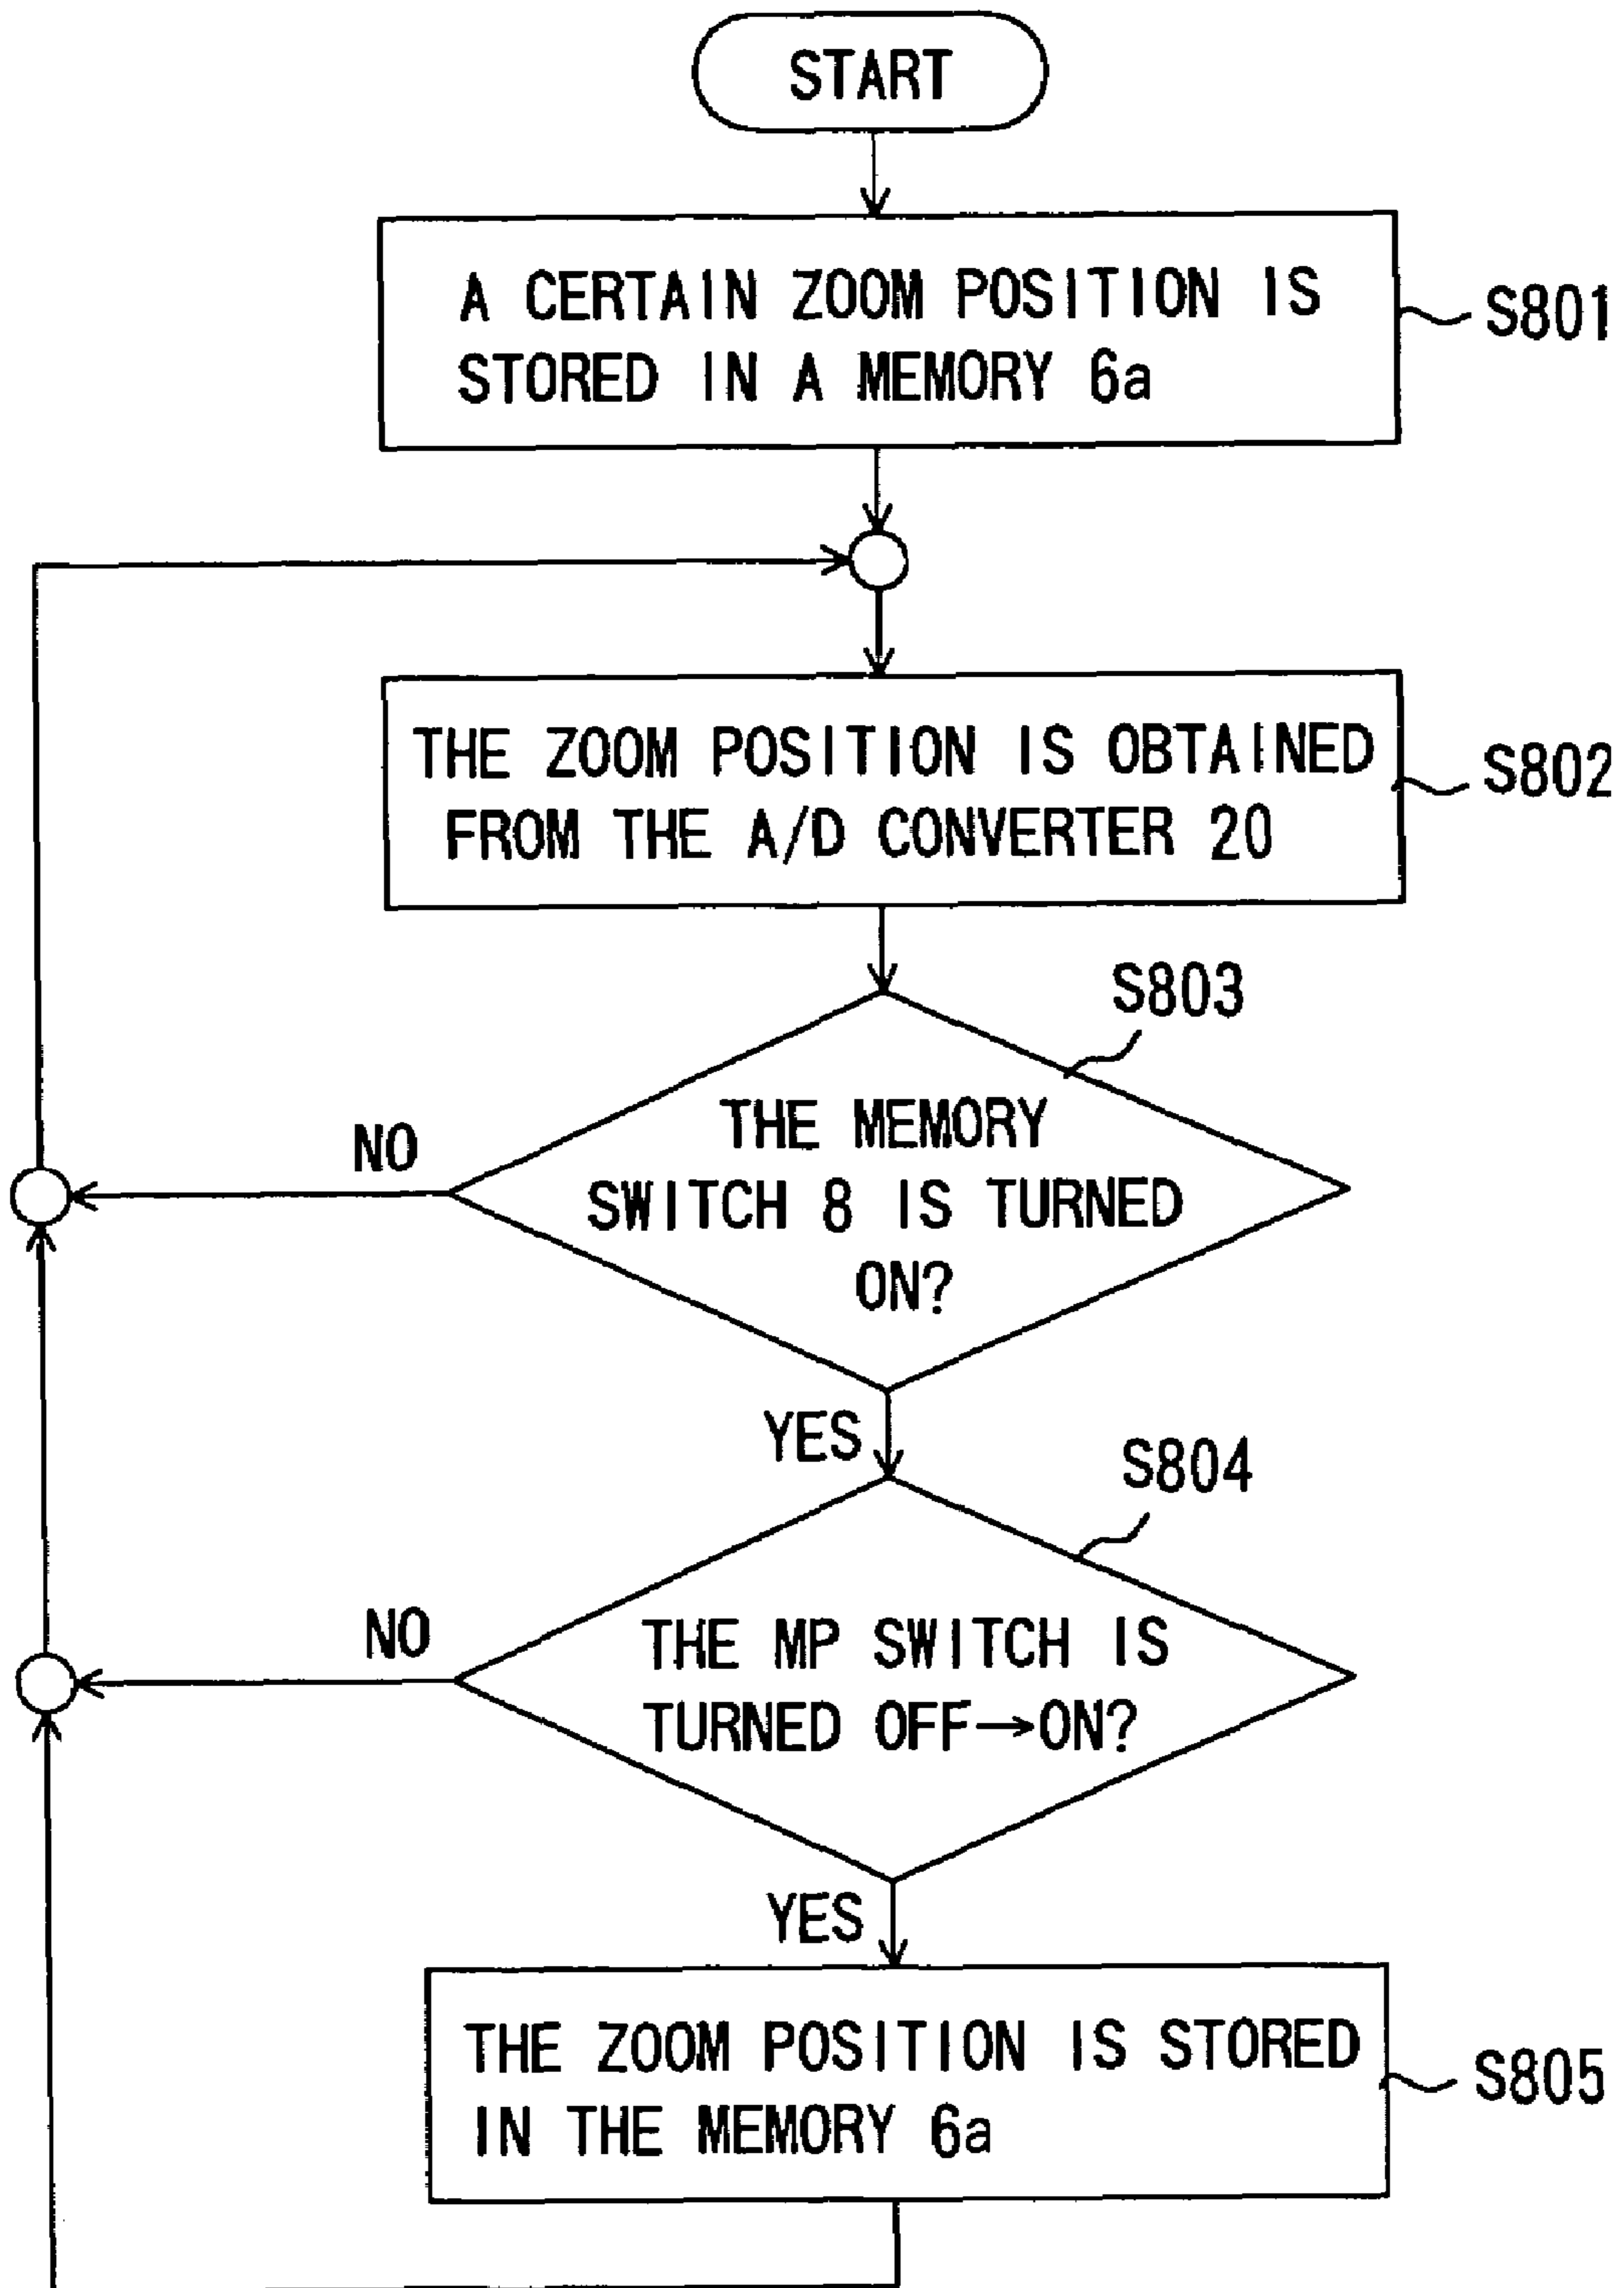 START
A CERTAIN ZOOM POSITION IS
STORED IN A MEMORY 6a
S801
THE ZOOM POSITION IS OBTAINED
FROM THE A/D CONVERTER 20
S802
S803
THE MEMORY
SWITCH 8 IS TURNED
ON?
NO
YES
S804
THE MP SWITCH IS
TURNED OFF→ON?
NO
YES
THE ZOOM POSITION IS STORED
IN THE MEMORY 6a
S805